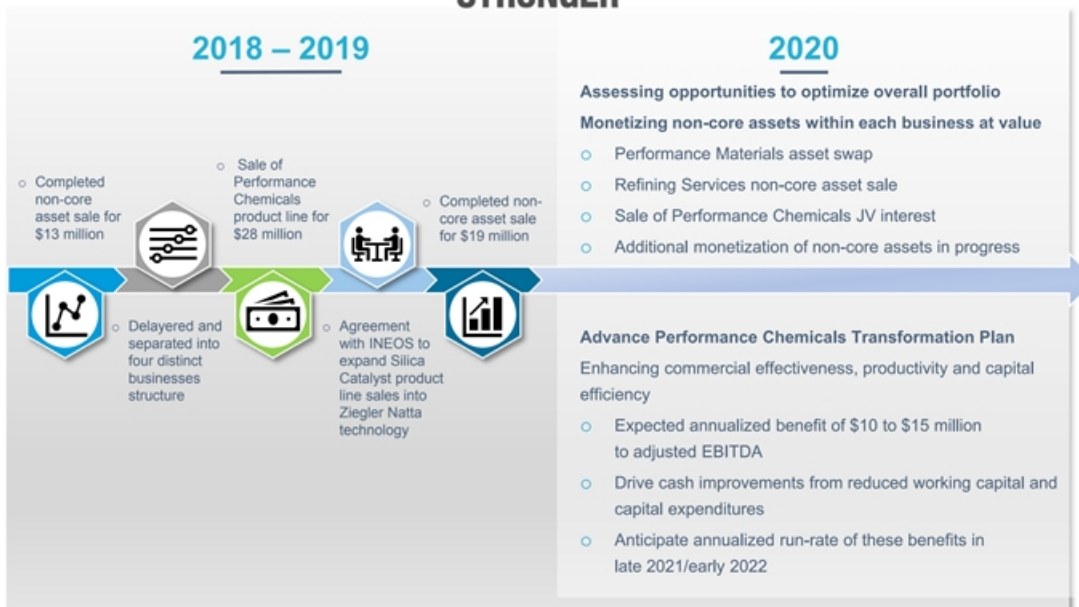 STRONGER
2018 – 2019
○ Completed
non-core
asset sale for
$13 million
○ Sale of
Performance
Chemicals
product line for
$28 million
○ Completed non-
core asset sale
for $19 million
○ Delayered and
separated into
four distinct
businesses
structure
○ Agreement
with INEOS to
expand Silica
Catalyst product
line sales into
Ziegler Natta
technology
2020
Assessing opportunities to optimize overall portfolio
Monetizing non-core assets within each business at value
○ Performance Materials asset swap
○ Refining Services non-core asset sale
○ Sale of Performance Chemicals JV interest
○ Additional monetization of non-core assets in progress
Advance Performance Chemicals Transformation Plan
Enhancing commercial effectiveness, productivity and capital
efficiency
○ Expected annualized benefit of $10 to $15 million
to adjusted EBITDA
○ Drive cash improvements from reduced working capital and
capital expenditures
○ Anticipate annualized run-rate of these benefits in
late 2021/early 2022